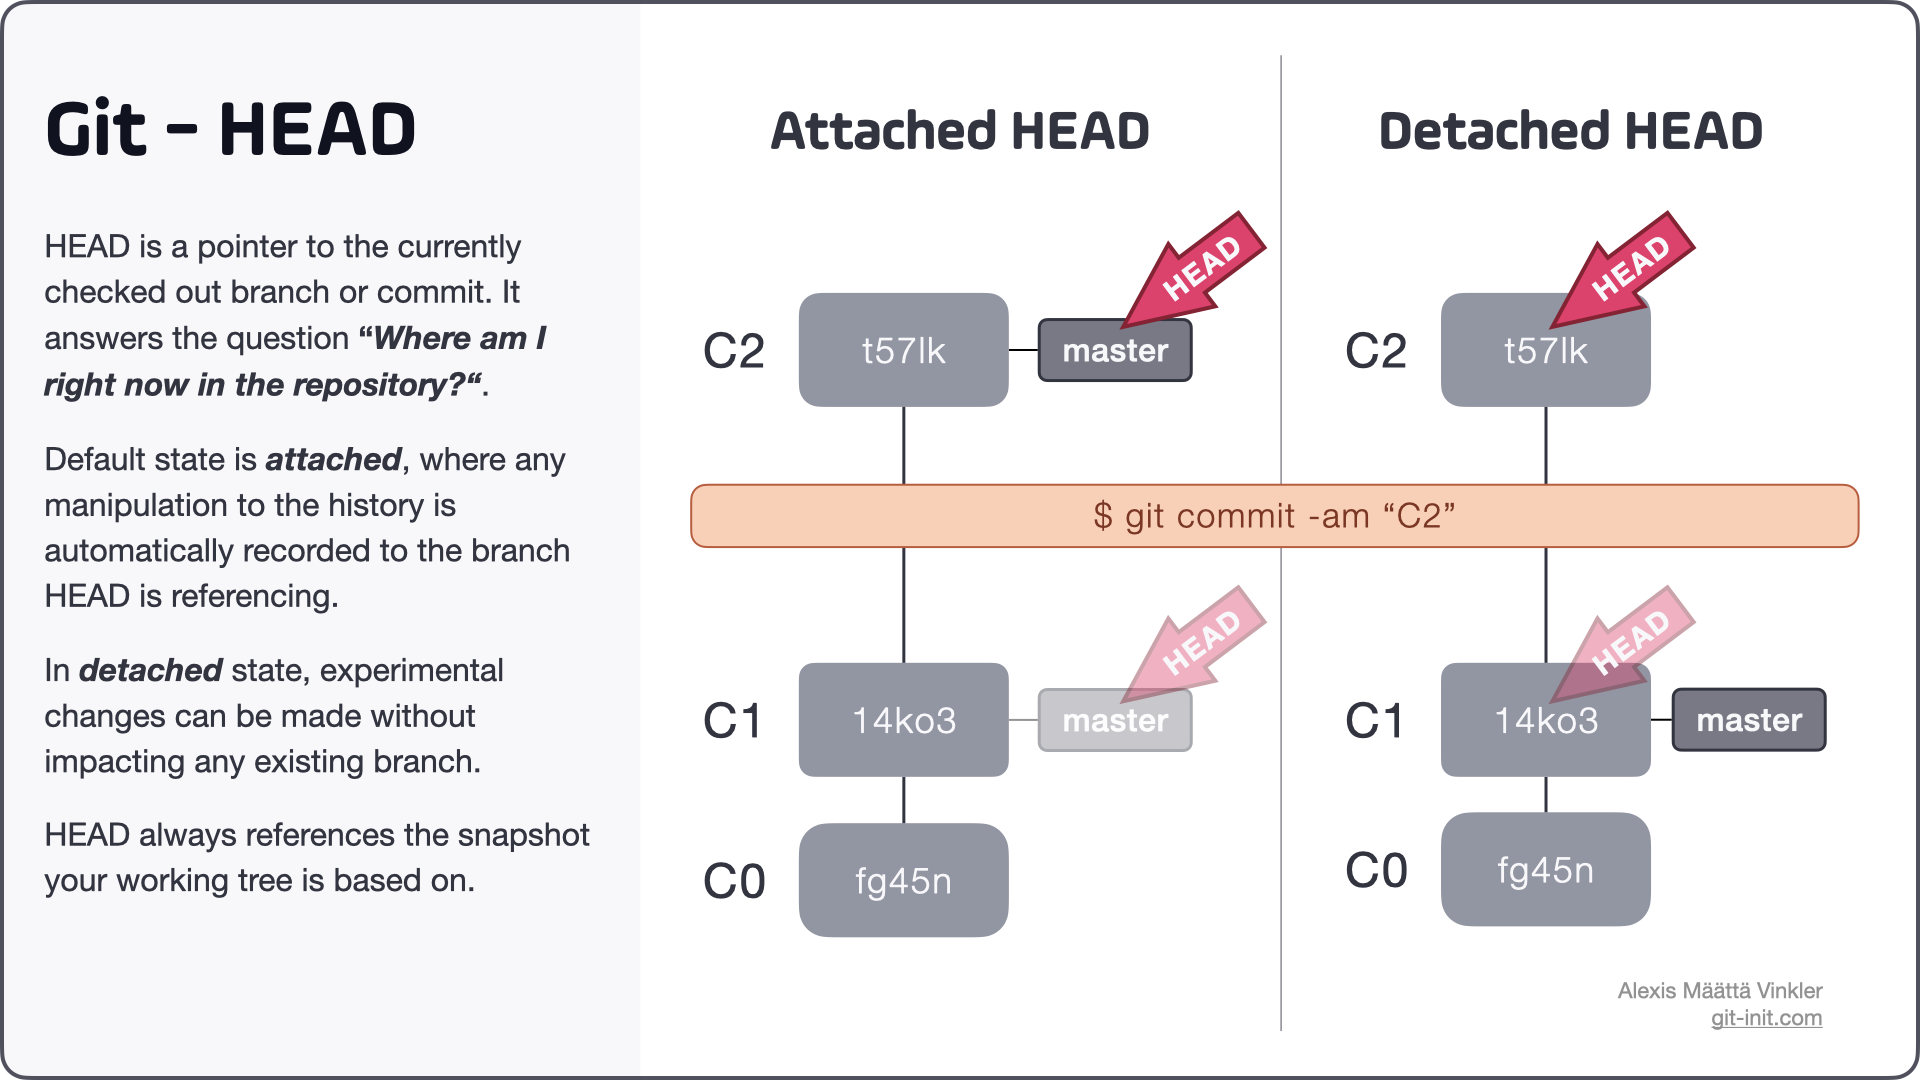 Git - HEAD
HEAD is a pointer to the currently
checked out branch or commit. It
answers the question “Where am I
right now in the repository?“.
Default state is attached, where any
manipulation to the history is
automatically recorded to the branch
HEAD is referencing.
In detached state, experimental
changes can be made without
impacting any existing branch.
HEAD always references the snapshot
your working tree is based on.
Attached HEAD
HEAD
C2 t57lk master
Detached HEAD
HEAD
C2 t57lk
$ git commit -am “C2”
HEAD
C1 14ko3 master
C0 fg45n
HEAD
C1 14ko3 master
C0 fg45n
Alexis Määttä Vinkler
git-init.com